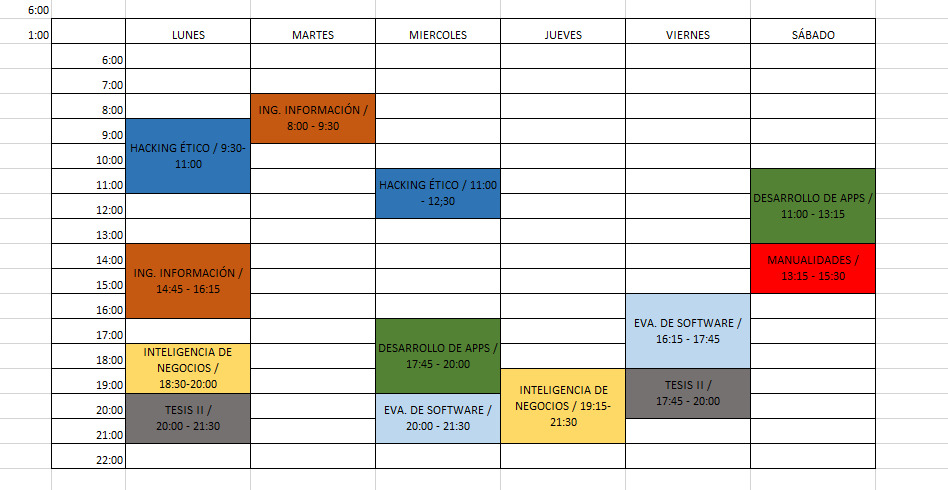 6:00
1:00 LUNES MARTES MIERCOLES JUEVES VIERNES SÁBADO
6:00
7:00
8:00
ING. INFORMACIÓN /
8:00 - 9:30
9:00
HACKING ÉTICO / 9:30-
11:00
10:00
11:00
HACKING ÉTICO / 11:00
- 12;30
DESARROLLO DE APPS /
11:00 - 13:15
12:00
13:00
14:00
MANUALIDADES /
13:15 - 15:30
ING. INFORMACIÓN /
14:45 - 16:15
15:00
16:00
EVA. DE SOFTWARE /
16:15 - 17:45
17:00
DESARROLLO DE APPS /
17:45 - 20:00
18:00
INTELIGENCIA DE
NEGOCIOS /
18:30-20:00
19:00
INTELIGENCIA DE
NEGOCIOS / 19:15-
21:30
TESIS II /
17:45 - 20:00
20:00
TESIS II /
20:00 - 21:30
EVA. DE SOFTWARE /
20:00 - 21:30
21:00
22:00